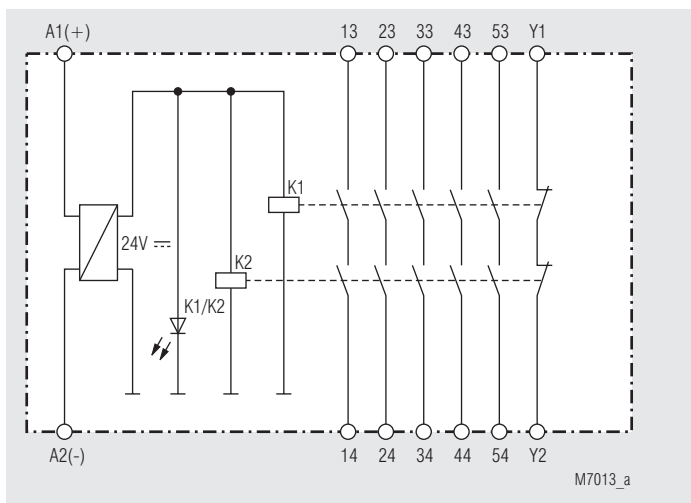 A1(+) 13 23 33 43 53 Y1
K1
24V
K2
K1/K2
A2(-) 14 24 34 44 54 Y2
M7013_a